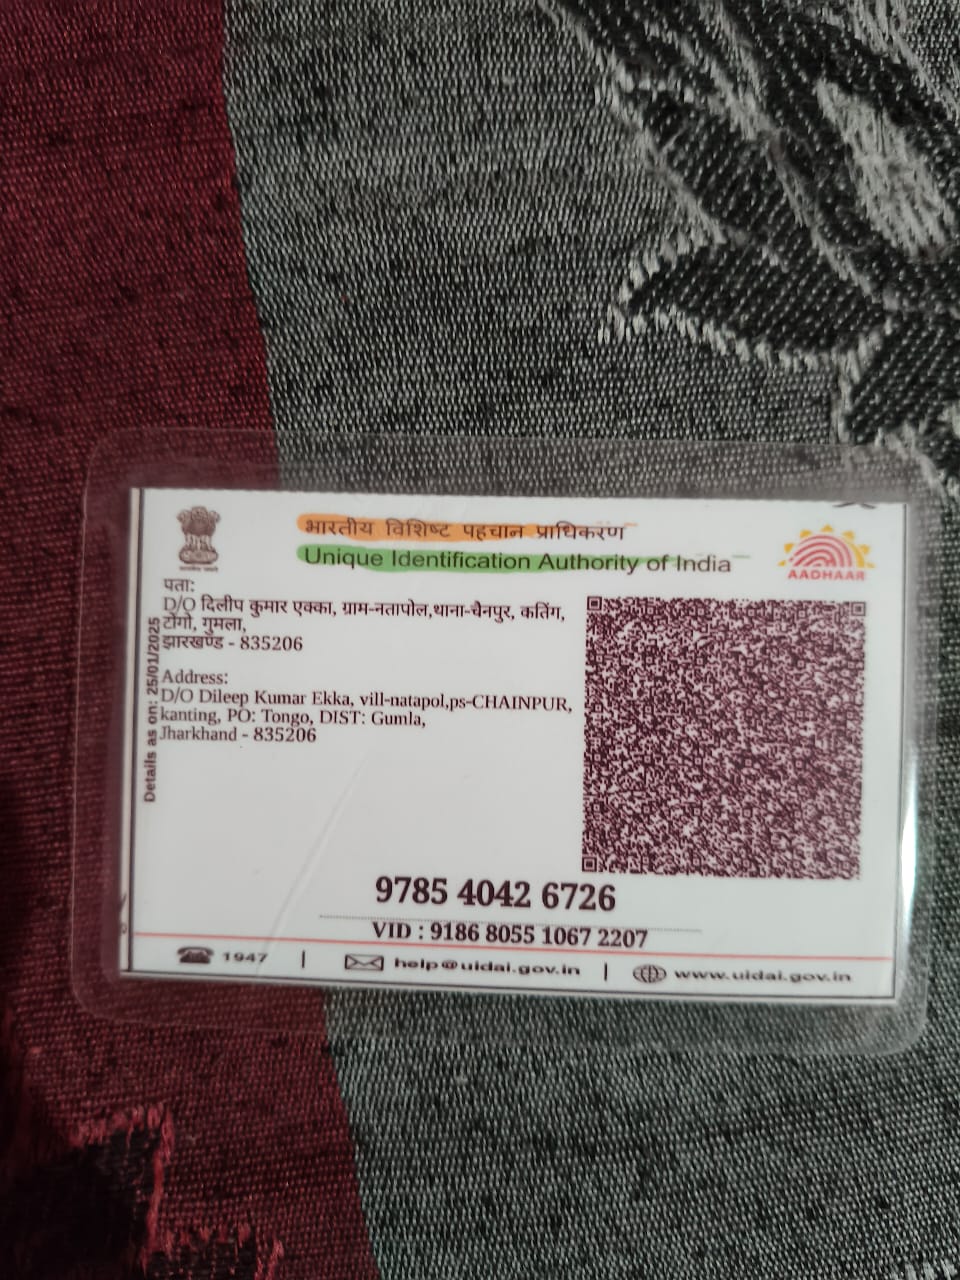 भारतीय विशिष्ट पहचान प्राधिकरण
Unique Identification Authority of India
AADHAAR
Details as on: 25/01/2025
पता:
D/O दिलीप कुमार एक्का, ग्राम-नतापोल,थाना-चैनपुर, कतिंग,
टोंगो, गुमला,
झारखण्ड - 835206
Address:
D/O Dileep Kumar Ekka, vill-natapol,ps-CHAINPUR,
kanting, PO: Tongo, DIST: Gumla,
Jharkhand - 835206
9785 4042 6726
VID : 9186 8055 1067 2207
1947 | help@uidai.gov.in | www.uidai.gov.in